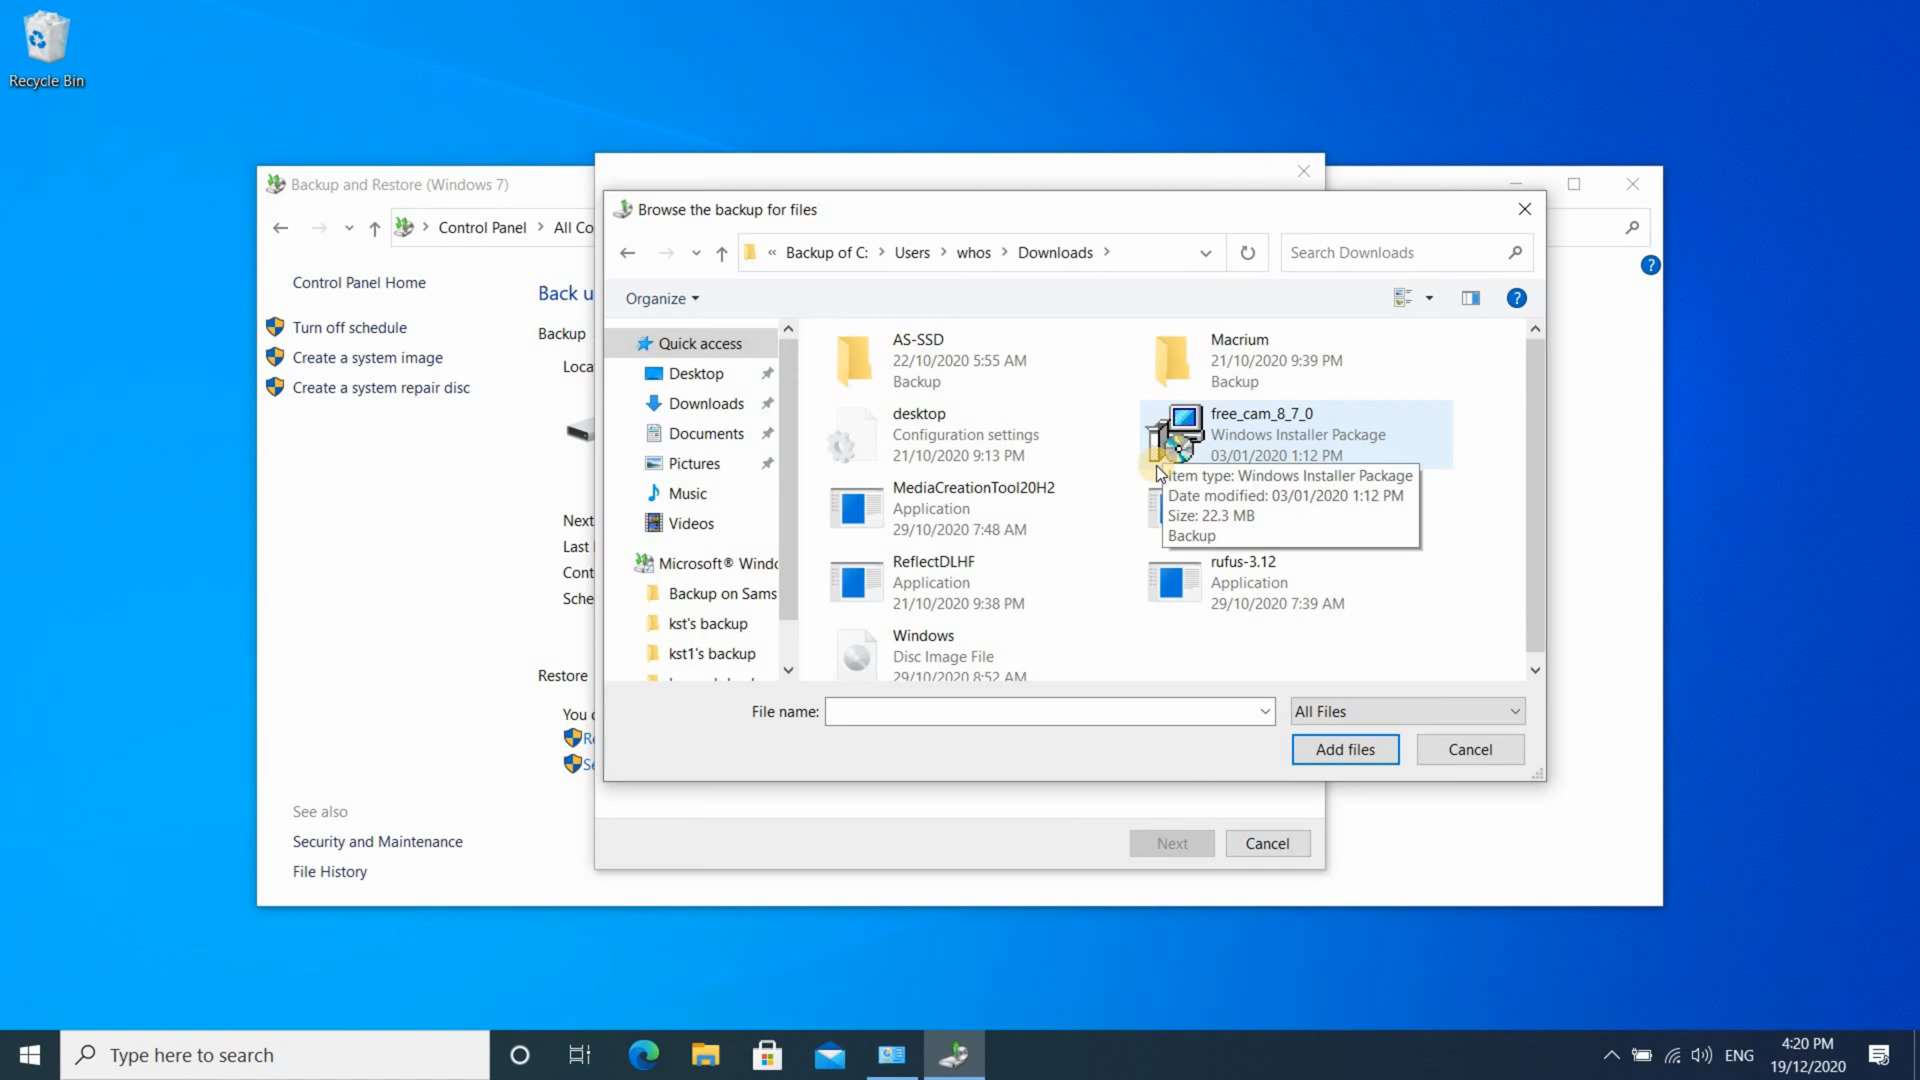 Recycle Bin
Backup and Restore (Windows 7)
Control Panel > All Co
Control Panel Home
Turn off schedule
Create a system image
Create a system repair disc
Back u
Backup
Loca
Next
Last
Cont
Sche
Restore
You
See also
Security and Maintenance
File History
Browse the backup for files
« Backup of C: > Users > whos > Downloads >
Search Downloads
Organize
Quick access
Desktop
Downloads
Documents
Pictures
Music
Videos
Microsoft® Windo
Backup on Sams
kst's backup
kst1's backup
AS-SSD
22/10/2020 5:55 AM
Backup
Macrium
21/10/2020 9:39 PM
Backup
desktop
Configuration settings
21/10/2020 9:13 PM
free_cam_8_7_0
Windows Installer Package
03/01/2020 1:12 PM
Item type: Windows Installer Package
Date modified: 03/01/2020 1:12 PM
Size: 22.3 MB
Backup
MediaCreationTool20H2
Application
29/10/2020 7:48 AM
ReflectDLHF
Application
21/10/2020 9:38 PM
rufus-3.12
Application
29/10/2020 7:39 AM
Windows
Disc Image File
29/10/2020 8:52 AM
File name:
All Files
Add files
Cancel
Next
Cancel
Type here to search
ENG
4:20 PM
19/12/2020